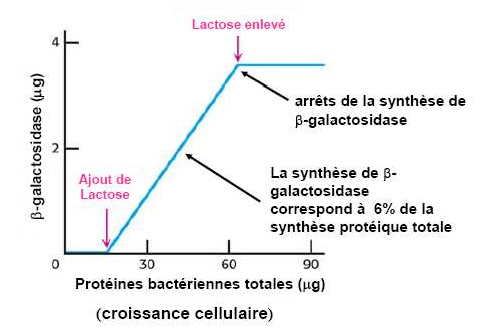 Lactose enlevé
4
arrêts de la synthèse de
β-galactosidase
β-galactosidase (µg)
2
Ajout de
Lactose
La synthèse de β-
galactosidase
correspond à 6% de la
synthèse protéique totale
0
30
60
90
Protéines bactériennes totales (µg)
(croissance cellulaire)